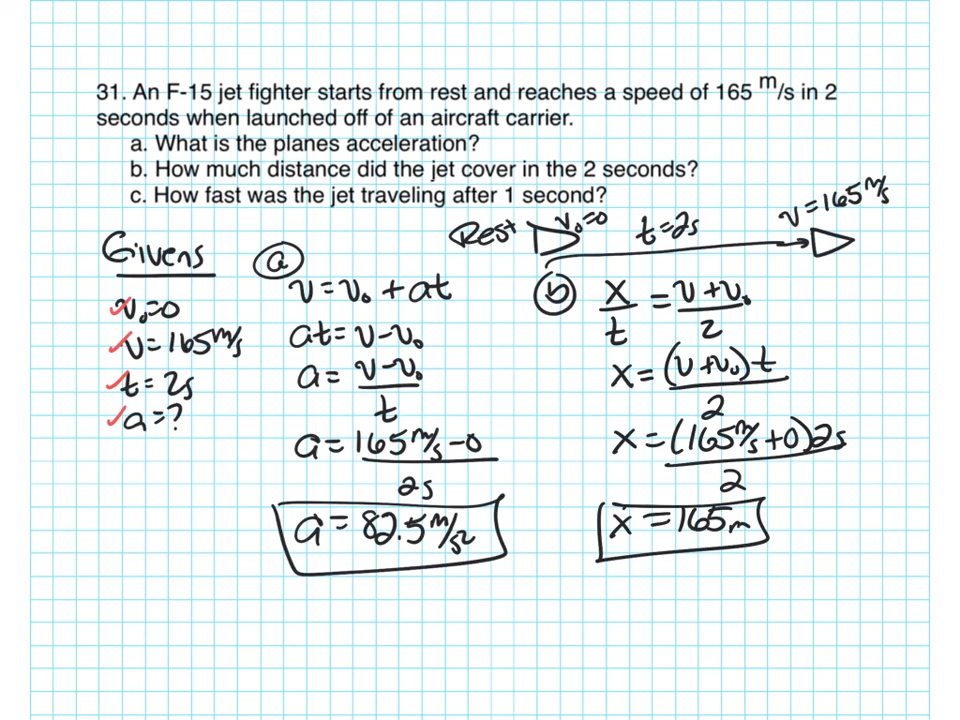 31. An F-15 jet fighter starts from rest and reaches a speed of 165 m/s in 2
seconds when launched off of an aircraft carrier.
a. What is the planes acceleration?
b. How much distance did the jet cover in the 2 seconds?
c. How fast was the jet traveling after 1 second?
Rest v₀=0 t=2s v=165m/s
Givens
v₀=0
v=165m/s
t=2s
a=?
a
v=v₀+at
at=v-v₀
a=v-v₀
t
a=165m/s-0
2s
a=82.5m/s²
b x/t = v+v₀/2
x=(v+v₀)t
2
x=(165m/s+0)2s
2
x=165m